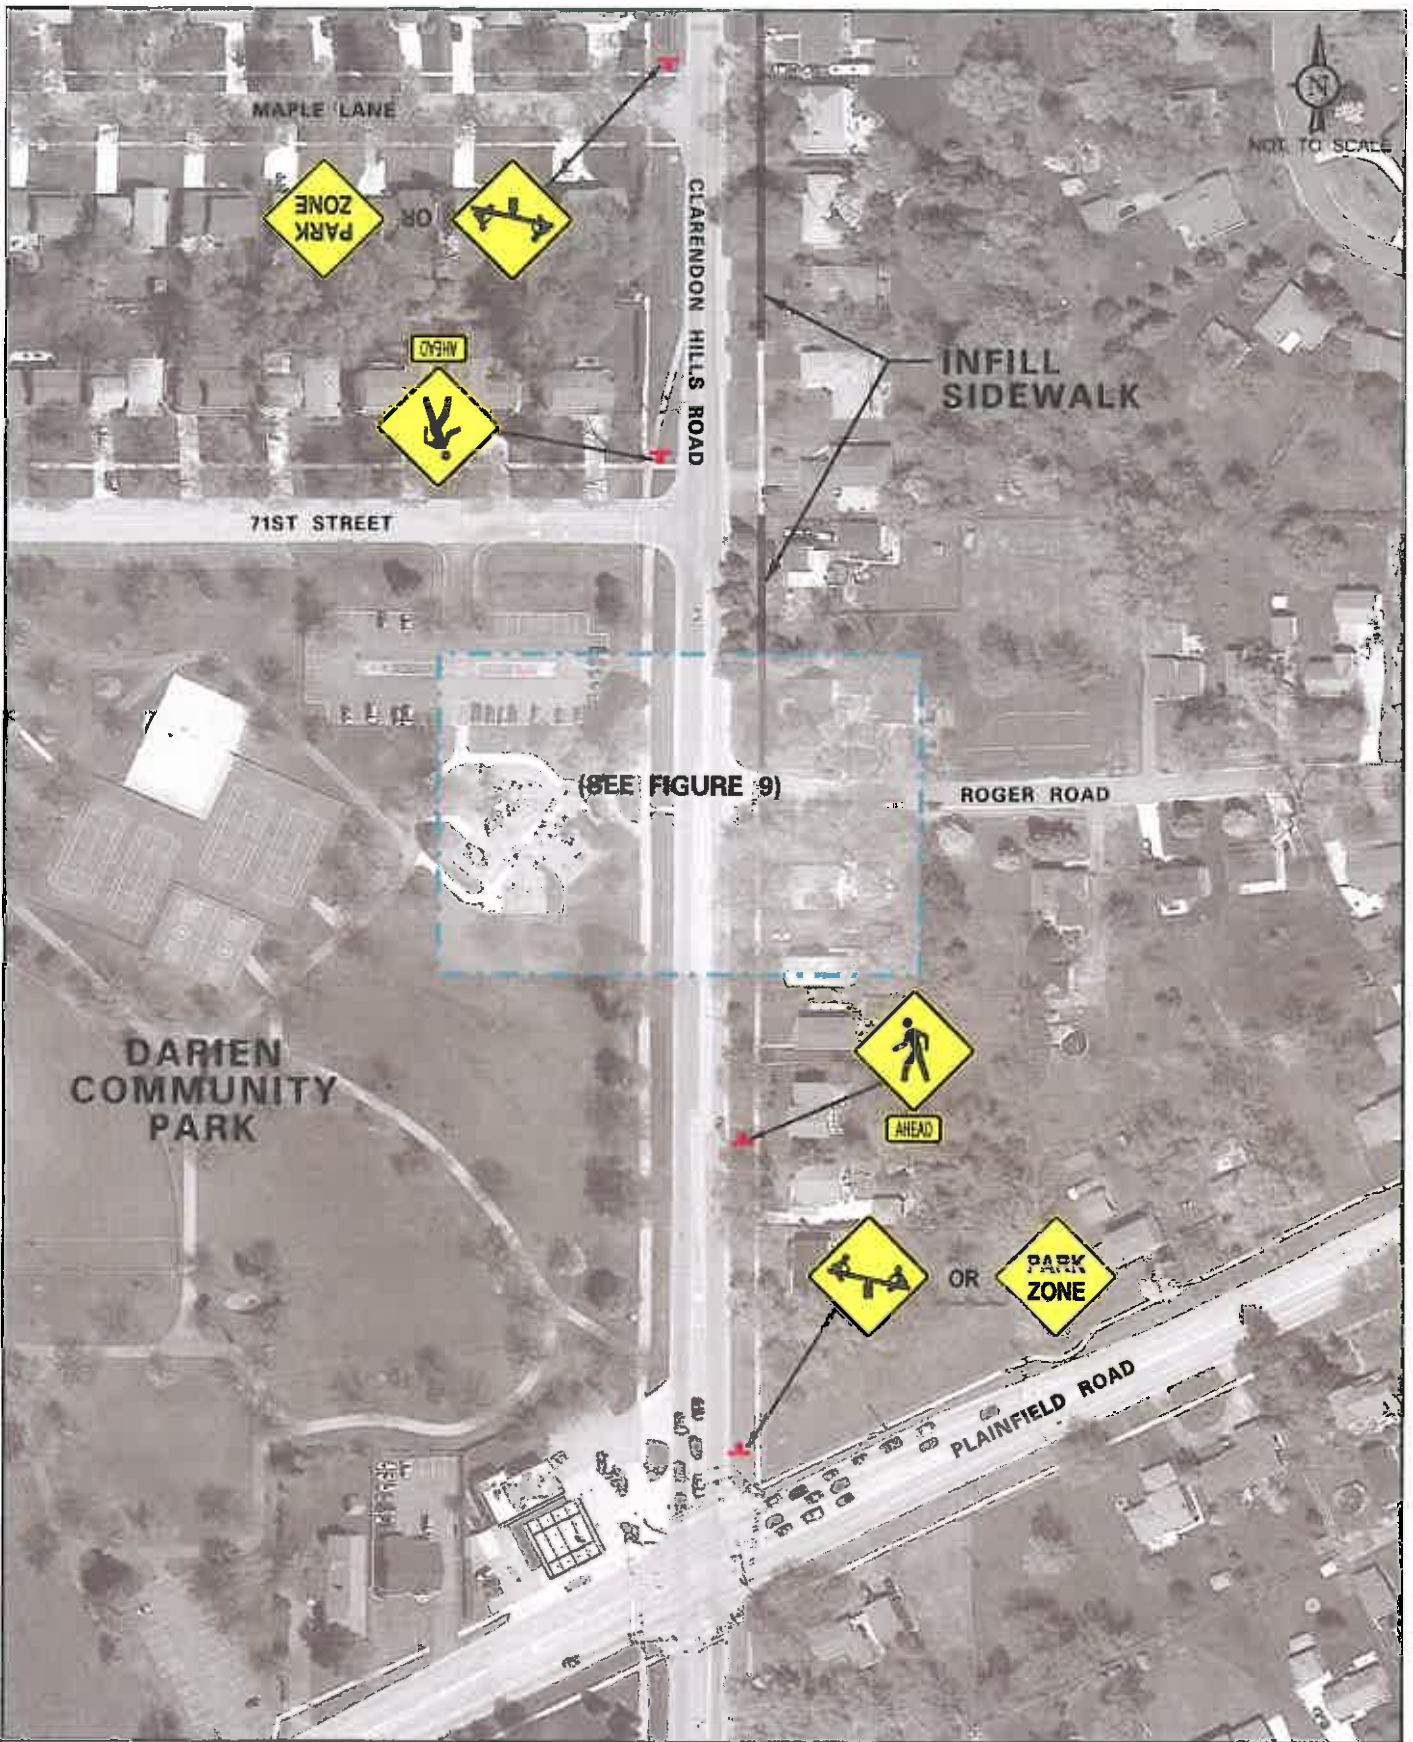 MAPLE LANE
N
NOT TO SCALE
PARK
ZONE
OR
CLARENDON HILLS ROAD
AHEAD
INFILL
SIDEWALK
71ST STREET
(SEE FIGURE 9)
ROGER ROAD
DARIEN
COMMUNITY
PARK
AHEAD
OR
PARK
ZONE
PLAINFIELD ROAD